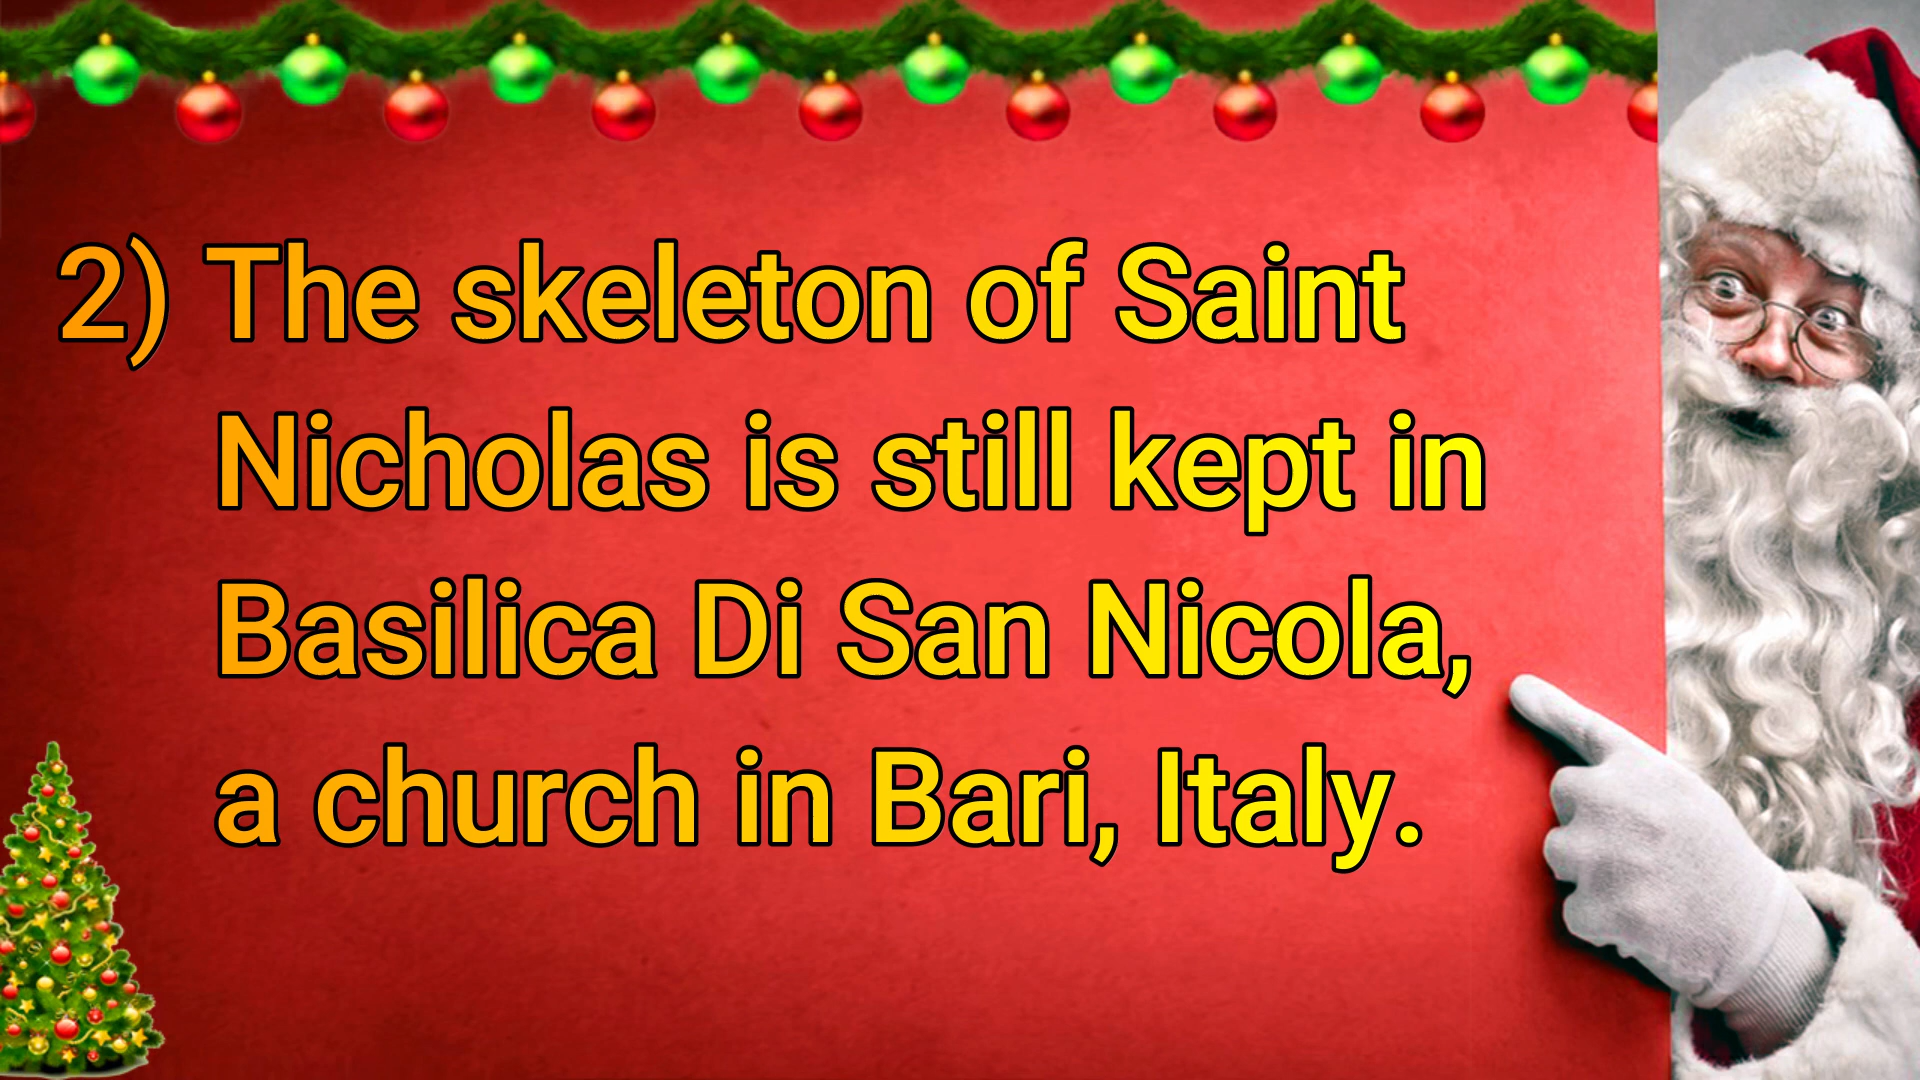 2) The skeleton of Saint
Nicholas is still kept in
Basilica Di San Nicola,
a church in Bari, Italy.